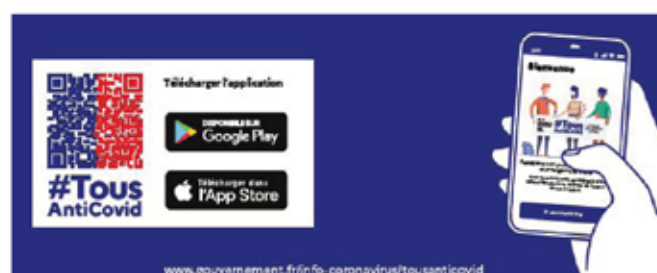 Télécharger l'application
DISPONIBLE SUR
Google Play
#Tous
AntiCovid
Télécharger dans
l'App Store
Bienvenue
#Tous
www.gouvernement.fr/info-coronavirus/tousanticovid